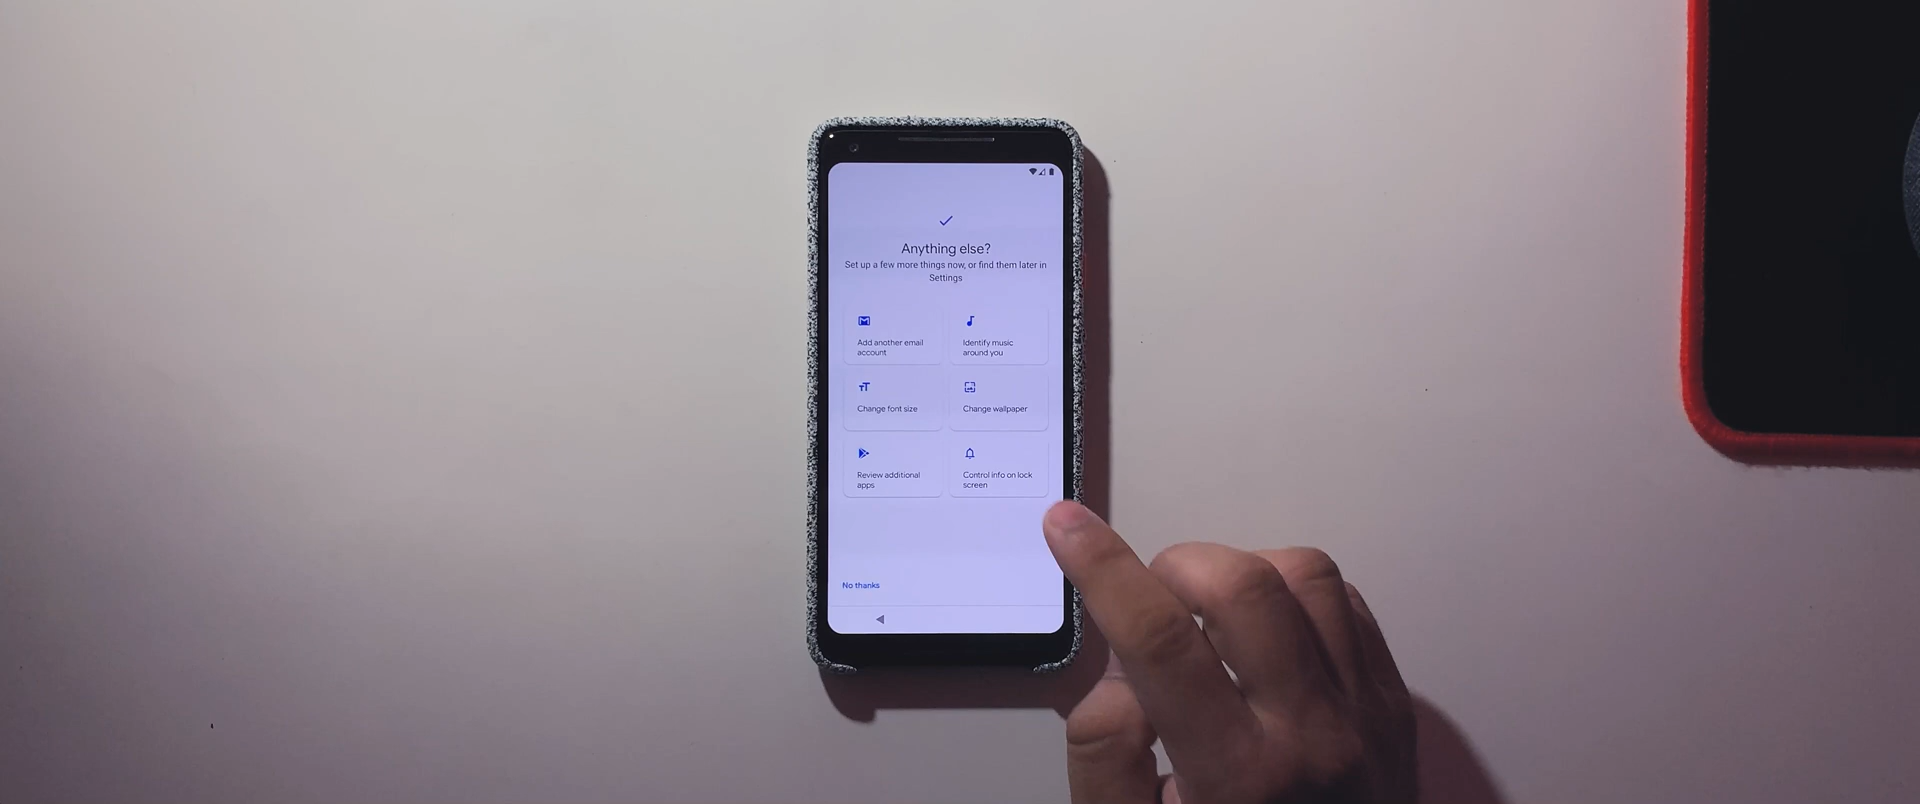 Anything else?
Set up a few more things now, or find them later in
Settings
Add another email
account
Identify music
around you
Change font size
Change wallpaper
Review additional
apps
Control info on lock
screen
No thanks